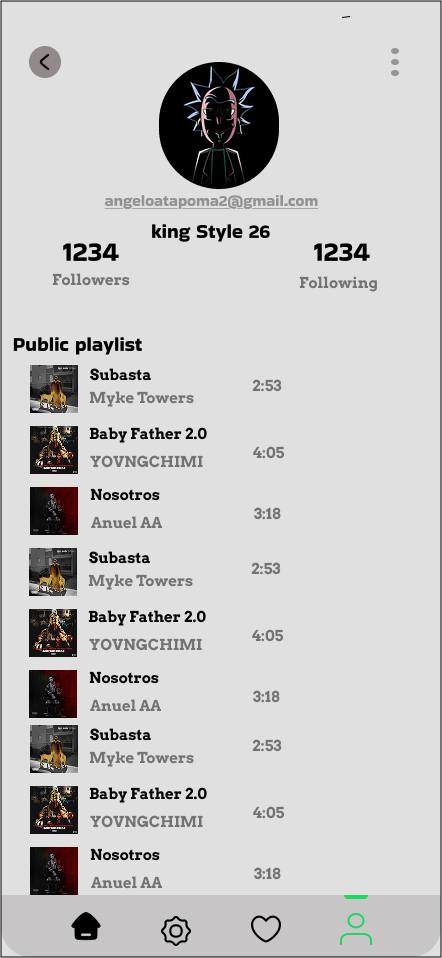 angeloatapoma2@gmail.com
king Style 26
1234 1234
Followers Following
Public playlist
Subasta
Myke Towers 2:53
Baby Father 2.0
YOVNGCHIMI 4:05
Nosotros
Anuel AA 3:18
Subasta
Myke Towers 2:53
Baby Father 2.0
YOVNGCHIMI 4:05
Nosotros
Anuel AA 3:18
Subasta
Myke Towers 2:53
Baby Father 2.0
YOVNGCHIMI 4:05
Nosotros
Anuel AA 3:18